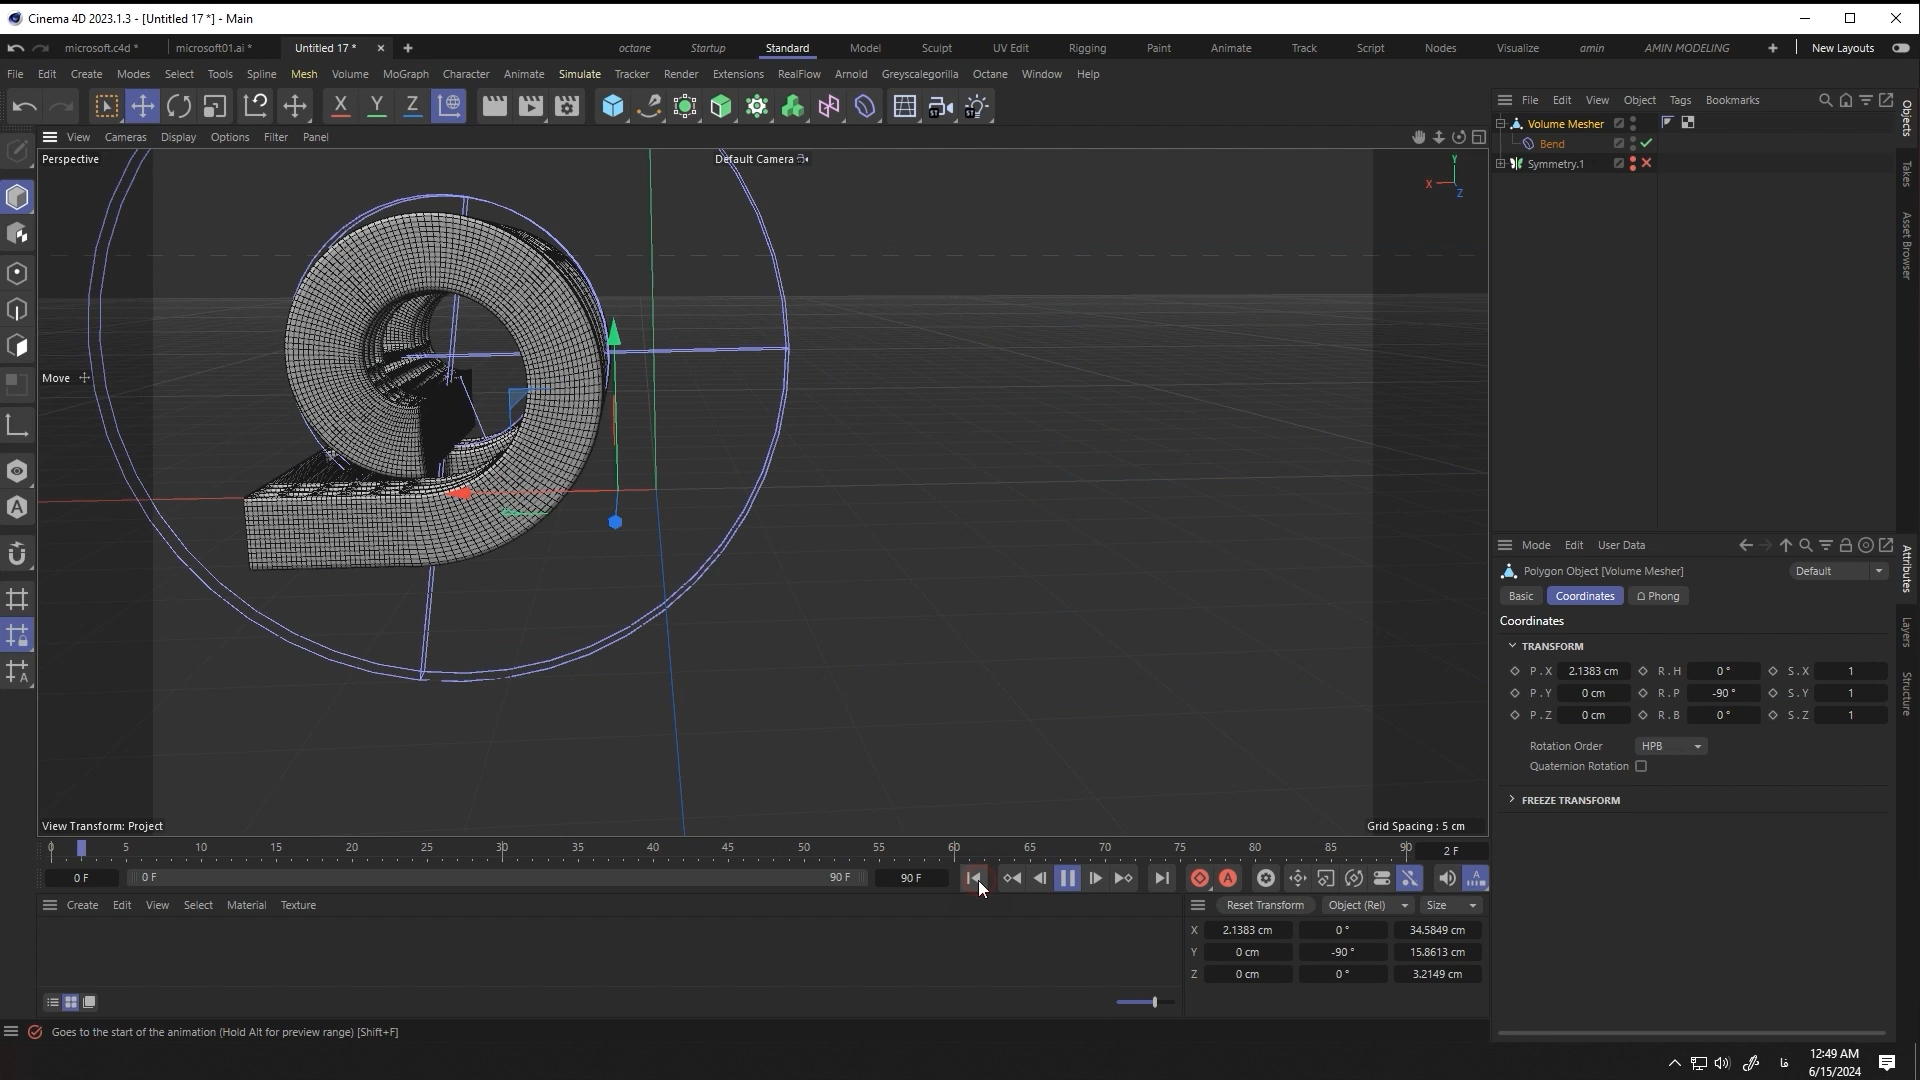 Cinema 4D 2023.1.3 - [Untitled 17 *] - Main
microsoft.c4d * microsoft01.ai * Untitled 17 * octane Startup Standard Model Sculpt UV Edit Rigging Paint Animate Track Script Nodes Visualize amin AMIN MODELING New Layouts
File Edit Create Modes Select Tools Spline Mesh Volume MoGraph Character Animate Simulate Tracker Render Extensions RealFlow Arnold Greyscalegorilla Octane Window Help
X Y Z
View Cameras Display Options Filter Panel
Perspective
Default Camera
Y
X
Z
Move
View Transform: Project
Grid Spacing : 5 cm
File Edit View Object Tags Bookmarks
Volume Mesher
Bend
Symmetry.1
Objects
Takes
Asset Browser
Mode Edit User Data
Polygon Object [Volume Mesher] Default
Basic Coordinates Phong
Coordinates
TRANSFORM
P . X 2.1383 cm R . H 0 ° S . X 1
P . Y 0 cm R . P -90 ° S . Y 1
P . Z 0 cm R . B 0 ° S . Z 1
Rotation Order HPB
Quaternion Rotation
FREEZE TRANSFORM
Attributes
Layers
Structure
0 5 10 15 20 25 30 35 40 45 50 55 60 65 70 75 80 85 90 2 F
0 F 0 F 90 F 90 F
Create Edit View Select Material Texture
Reset Transform Object (Rel) Size
X 2.1383 cm 0 ° 34.5849 cm
Y 0 cm -90 ° 15.8613 cm
Z 0 cm 0 ° 3.2149 cm
Goes to the start of the animation (Hold Alt for preview range) [Shift+F]
فا
12:49 AM
6/15/2024